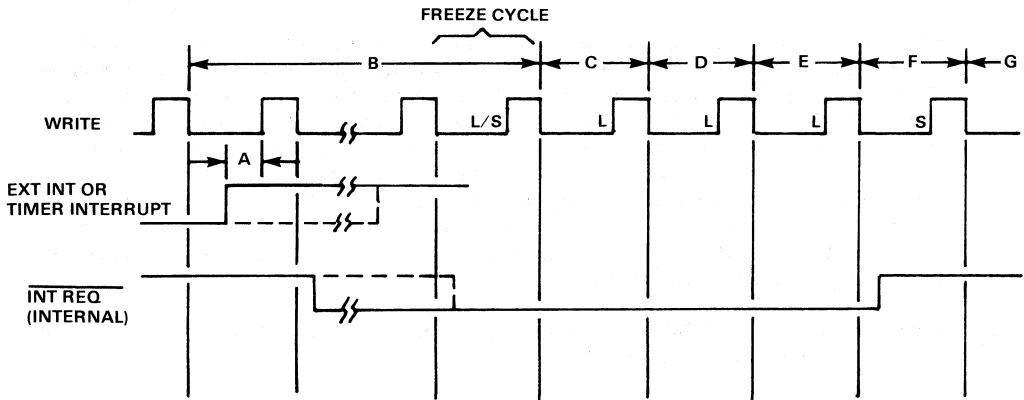 FREEZE CYCLE
B C D E F G
WRITE L/S L L L S
A
EXT INT OR
TIMER INTERRUPT
INT REQ
(INTERNAL)